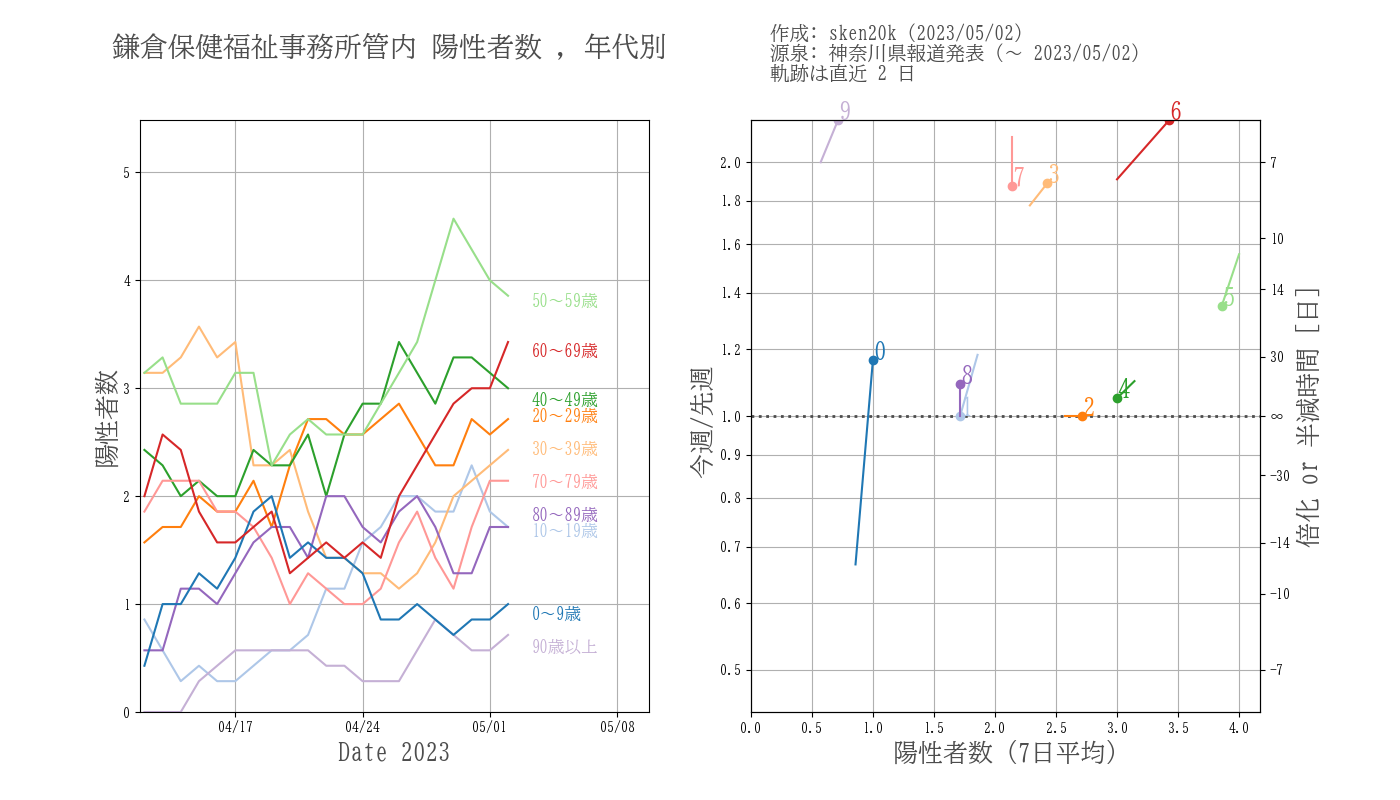 鎌倉保健福祉事務所管内 陽性者数 , 年代別
作成: sken20k (2023/05/02)
源泉: 神奈川県報道発表 (〜 2023/05/02)
軌跡は直近 2 日
陽性者数
5
4
3
2
1
0
04/17
04/24
05/01
05/08
Date 2023
50〜59歳
60〜69歳
40〜49歳
20〜29歳
30〜39歳
70〜79歳
80〜89歳
10〜19歳
0〜9歳
90歳以上
今週/先週
2.0
1.8
1.6
1.4
1.2
1.0
0.9
0.8
0.7
0.6
0.5
9
6
7
3
5
0
8
1
4
2
0.0
0.5
1.0
1.5
2.0
2.5
3.0
3.5
4.0
陽性者数 (7日平均)
7
10
14
30
∞
−30
−14
−10
−7
倍化 or 半減時間 [日]